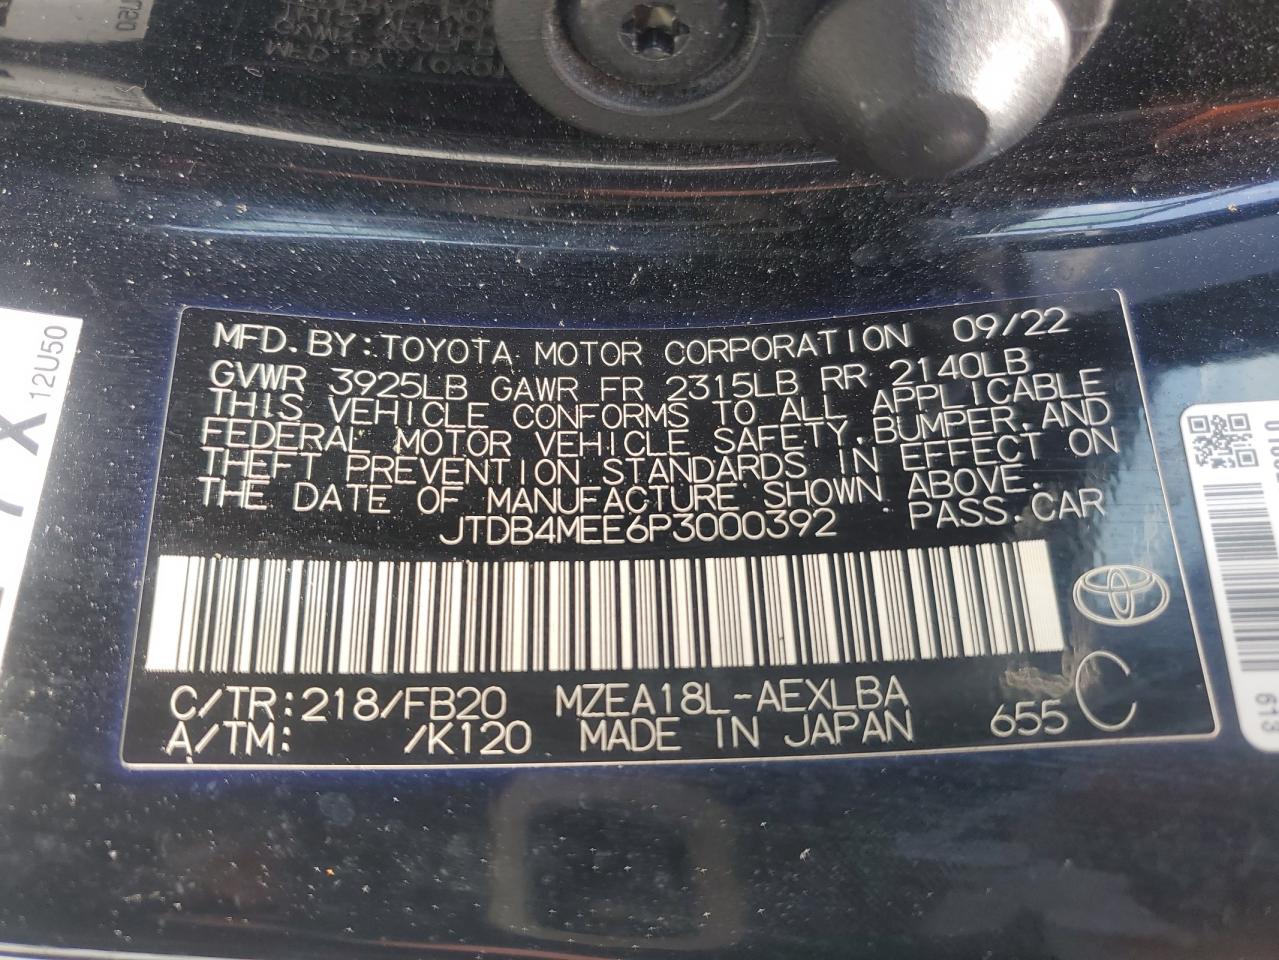 12U50
X
MFD.BY:TOYOTA MOTOR CORPORATION 09/22
GVWR 3925LB GAWR FR 2315LB RR 2140LB
THIS VEHICLE CONFORMS TO ALL APPLICABLE
FEDERAL MOTOR VEHICLE SAFETY,BUMPER,AND
THEFT PREVENTION STANDARDS IN EFFECT ON
THE DATE OF MANUFACTURE SHOWN ABOVE.
JTDB4MEE6P3000392 PASS.CAR
C/TR:218/FB20 MZEA18L-AEXLBA
A/TM: /K120 MADE IN JAPAN 655 C
613